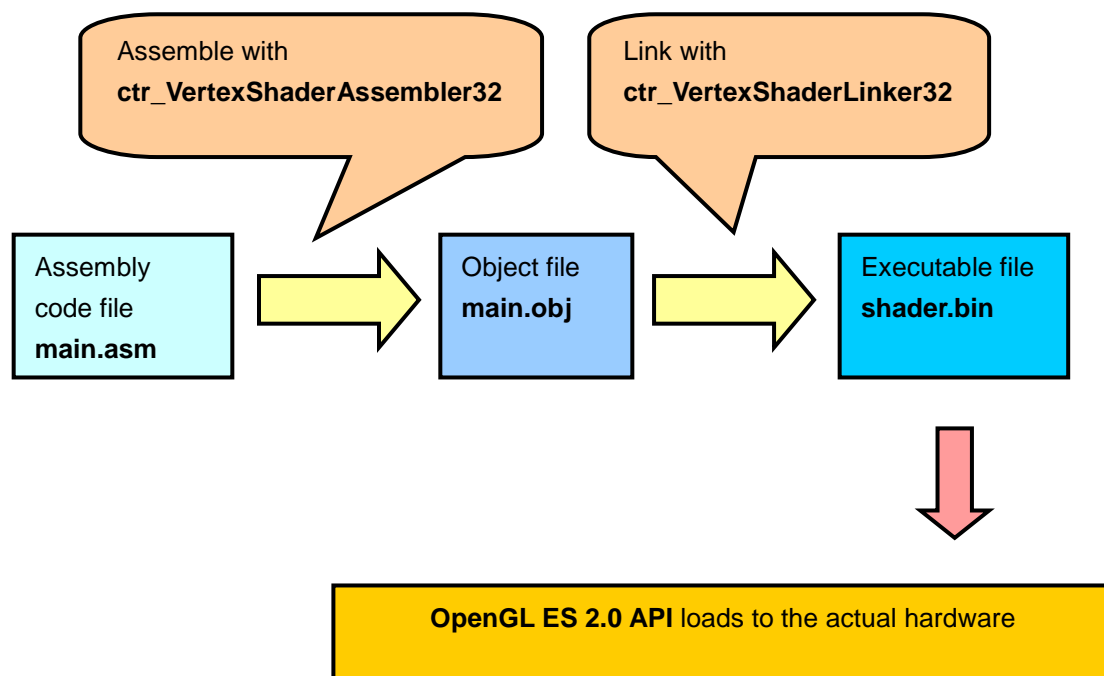 Assemble with
ctr_VertexShaderAssembler32
Link with
ctr_VertexShaderLinker32
Assembly
code file
main.asm
Object file
main.obj
Executable file
shader.bin
OpenGL ES 2.0 API loads to the actual hardware